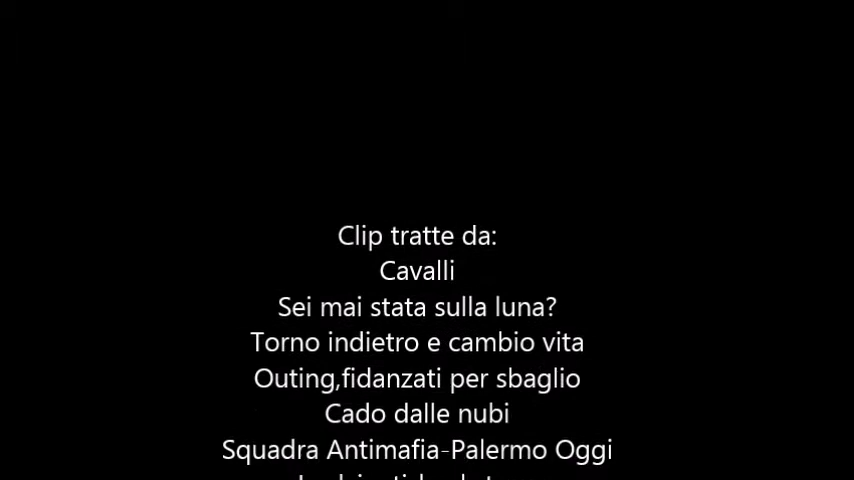 Clip tratte da:
Cavalli
Sei mai stata sulla luna?
Torno indietro e cambio vita
Outing,fidanzati per sbaglio
Cado dalle nubi
Squadra Antimafia-Palermo Oggi